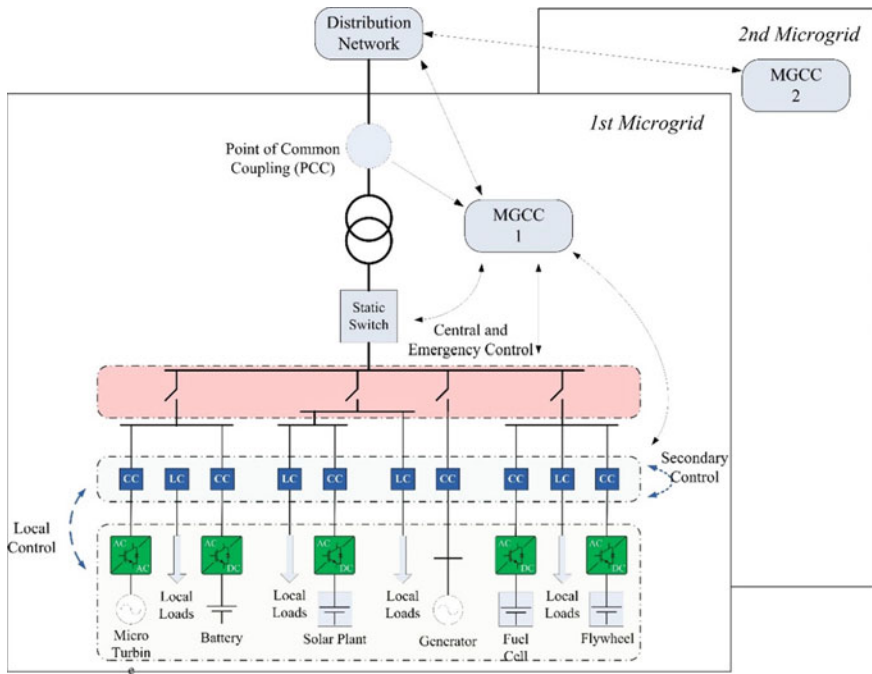 Distribution
Network
2nd Microgrid
MGCC
2
1st Microgrid
Point of Common
Coupling (PCC)
MGCC
1
Static
Switch
Central and
Emergency Control
Secondary
Control
CC LC CC LC CC LC CC CC LC CC
Local
Control
AC AC AC AC AC
AC DC DC DC DC
Local
Loads
Local
Loads
Local
Loads
Local
Loads
Micro
Turbin
e
Battery
Solar Plant
Generator
Fuel
Cell
Flywheel